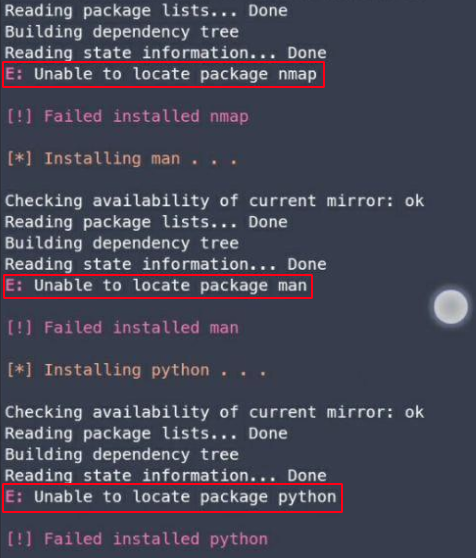 Reading package lists... Done
Building dependency tree
Reading state information... Done
E: Unable to locate package nmap
[!] Failed installed nmap
[*] Installing man . . .
Checking availability of current mirror: ok
Reading package lists... Done
Building dependency tree
Reading state information... Done
E: Unable to locate package man
[!] Failed installed man
[*] Installing python . . .
Checking availability of current mirror: ok
Reading package lists... Done
Building dependency tree
Reading state information... Done
E: Unable to locate package python
[!] Failed installed python